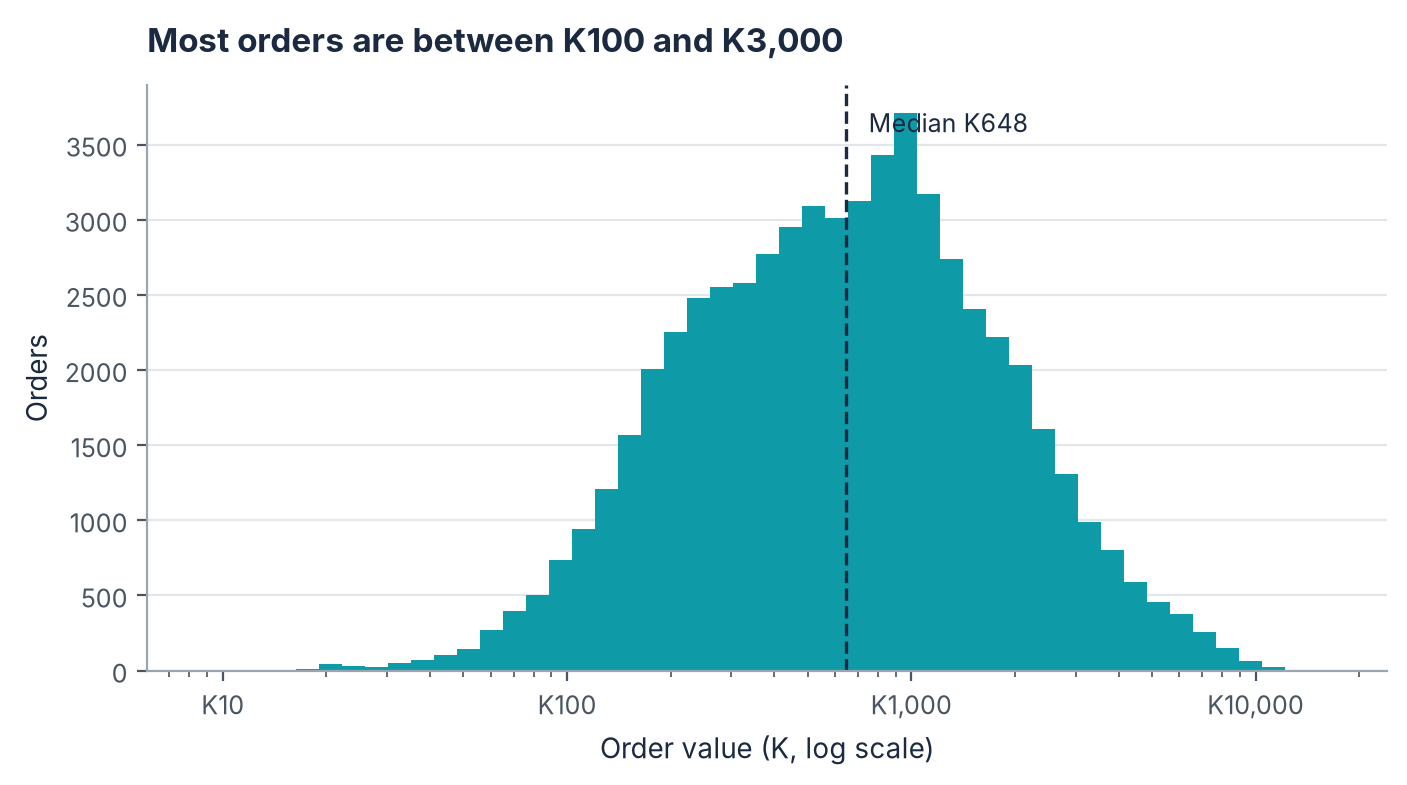 Most orders are between K100 and K3,000
Median K648
3500
3000
2500
2000
1500
1000
500
0
Orders
K10
K100
K1,000
K10,000
Order value (K, log scale)